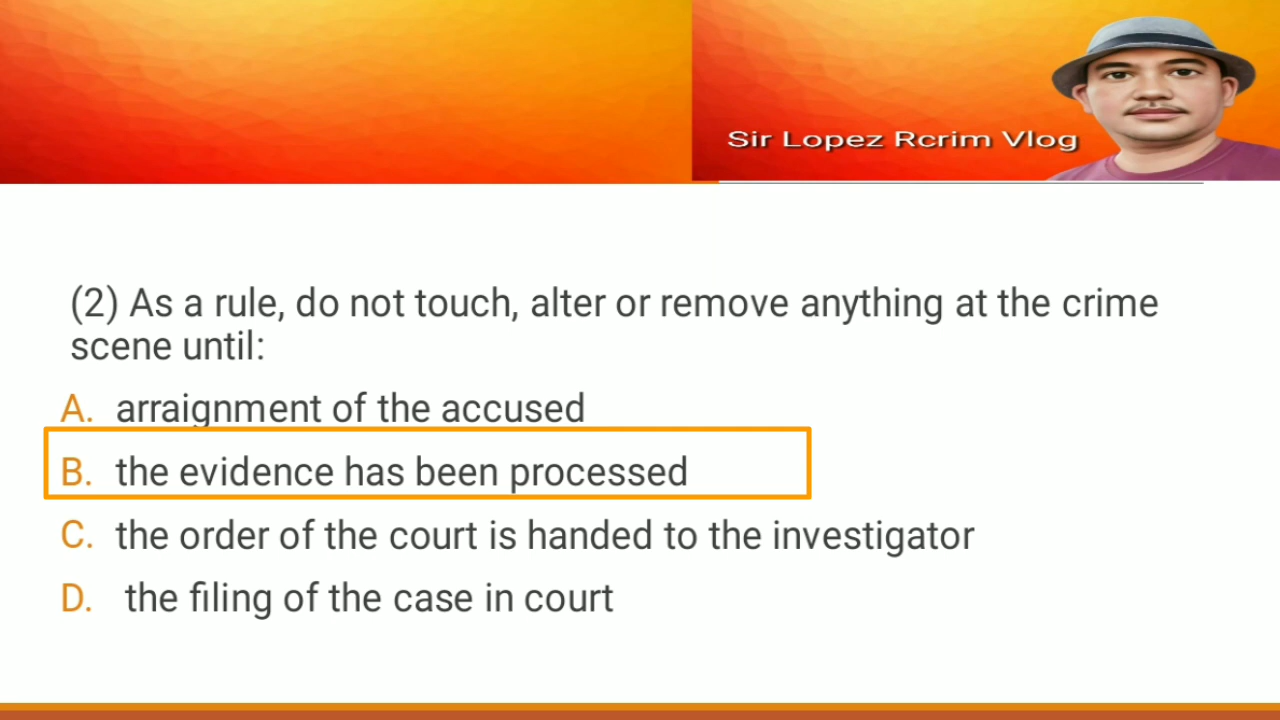 Sir Lopez Rcrim Vlog
(2) As a rule, do not touch, alter or remove anything at the crime
scene until:
A. arraignment of the accused
B. the evidence has been processed
C. the order of the court is handed to the investigator
D. the filing of the case in court